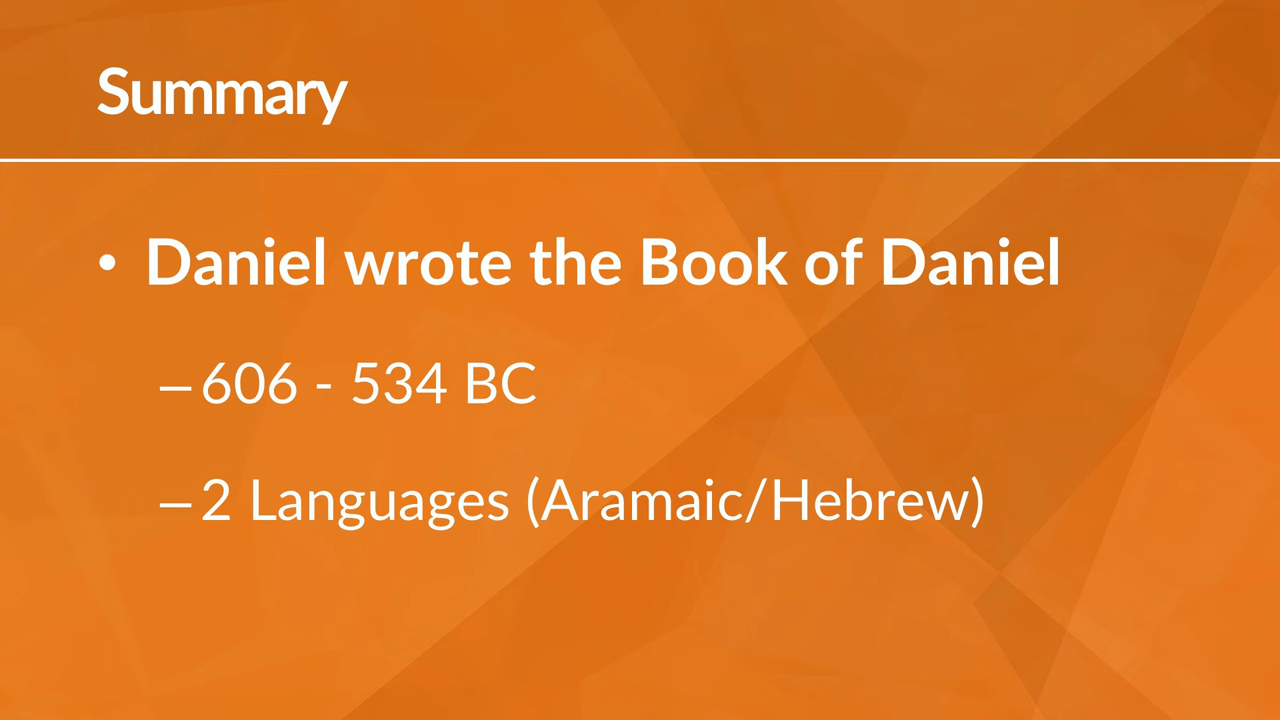 Summary
• Daniel wrote the Book of Daniel
– 606 - 534 BC
– 2 Languages (Aramaic/Hebrew)